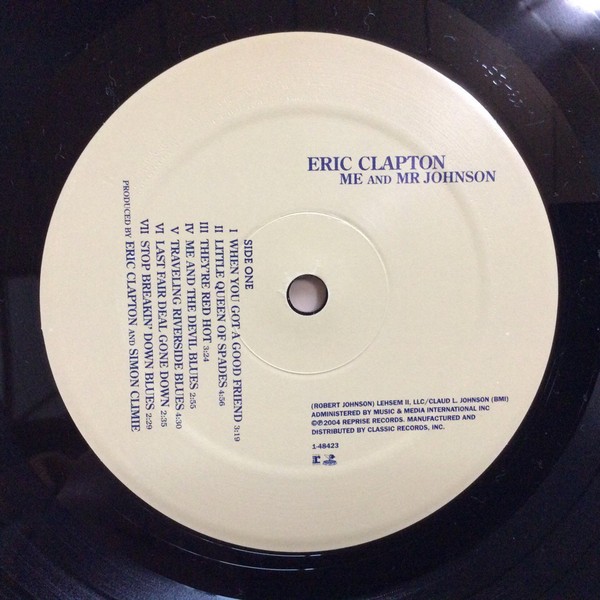 ERIC CLAPTON
ME AND MR JOHNSON
SIDE ONE
I WHEN YOU GOT A GOOD FRIEND 3:19
II LITTLE QUEEN OF SPADES 4:56
III THEY'RE RED HOT 3:24
IV ME AND THE DEVIL BLUES 2:55
V TRAVELING RIVERSIDE BLUES 4:30
VI LAST FAIR DEAL GONE DOWN 2:35
VII STOP BREAKIN' DOWN BLUES 2:29
PRODUCED BY ERIC CLAPTON AND SIMON CLIMIE
(ROBERT JOHNSON) LEHSEM II, LLC/CLAUD L. JOHNSON (BMI)
ADMINISTERED BY MUSIC & MEDIA INTERNATIONAL INC
©℗2004 REPRISE RECORDS. MANUFACTURED AND
DISTRIBUTED BY CLASSIC RECORDS, INC.
1-48423